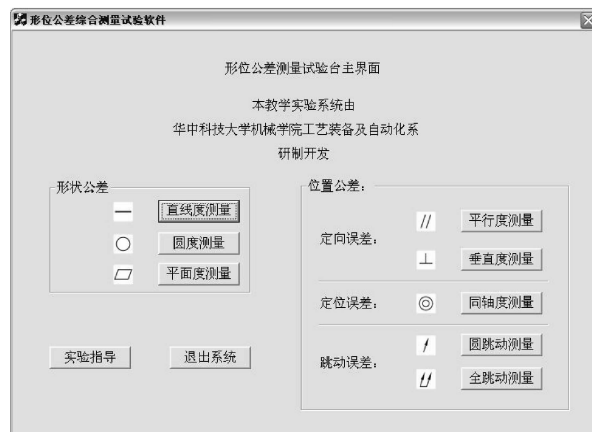 形位公差综合测量试验软件
形位公差测量试验台主界面
本教学实验系统由
华中科技大学机械学院工艺装备及自动化系
研制开发
形状公差
直线度测量
圆度测量
平面度测量
实验指导
退出系统
位置公差：
定向误差：
平行度测量
垂直度测量
定位误差：
同轴度测量
跳动误差：
圆跳动测量
全跳动测量